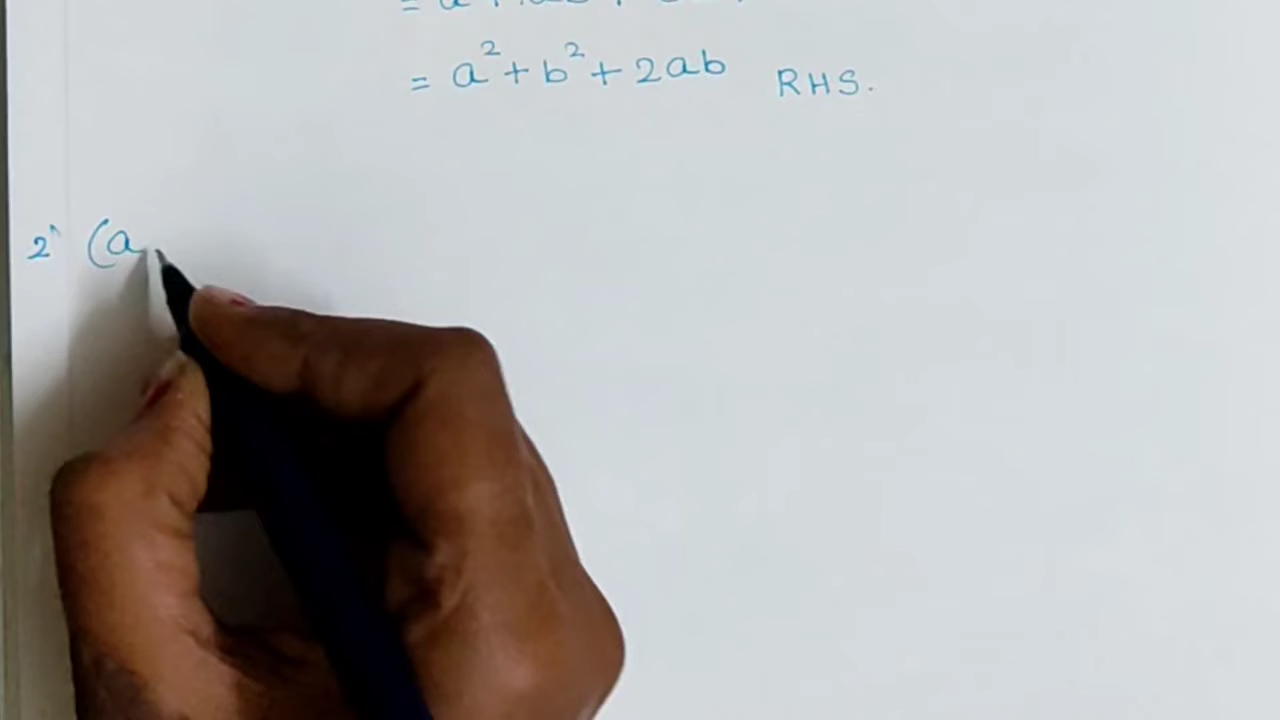 = a² + b² + 2ab RHS.
2) (a